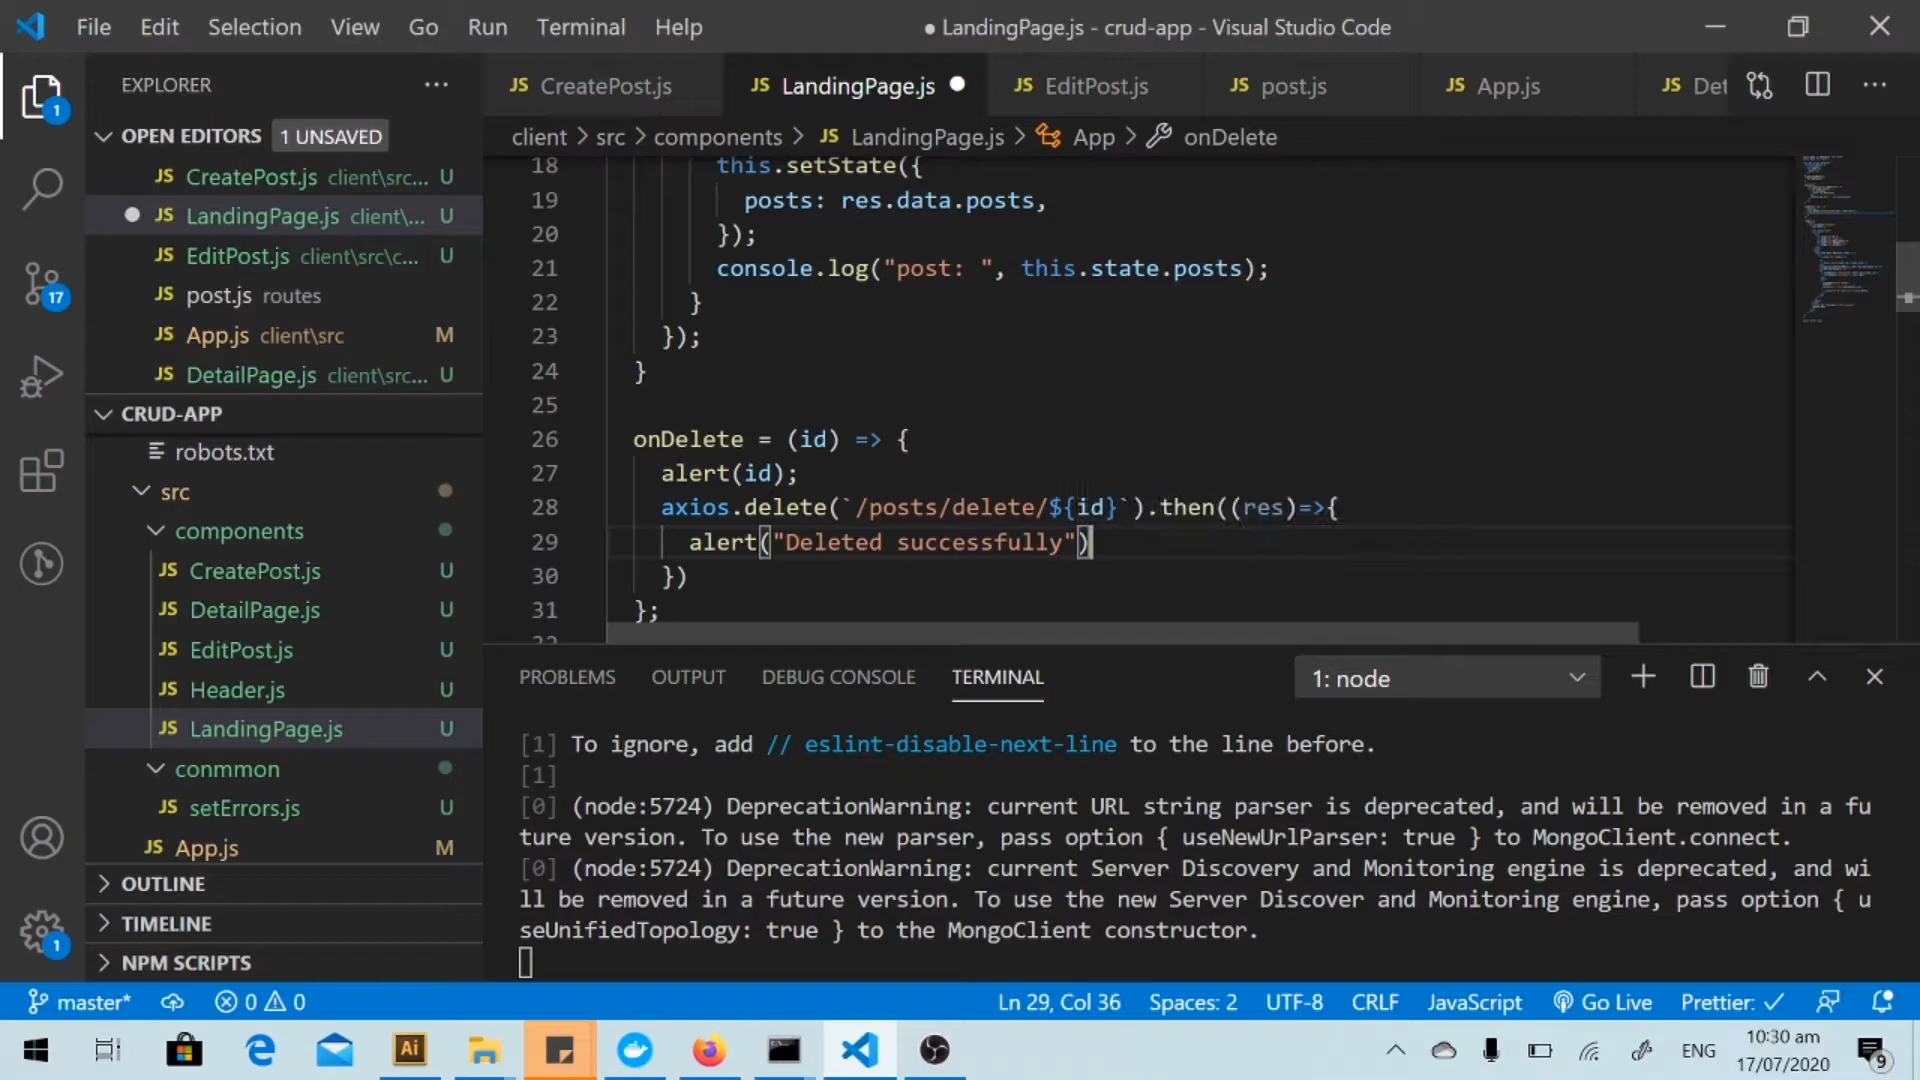 File Edit Selection View Go Run Terminal Help
● LandingPage.js - crud-app - Visual Studio Code
EXPLORER
OPEN EDITORS 1 UNSAVED
JS CreatePost.js client\src... U
JS LandingPage.js client\... U
JS EditPost.js client\src\c... U
JS post.js routes
JS App.js client\src M
JS DetailPage.js client\src... U
CRUD-APP
robots.txt
src
components
JS CreatePost.js U
JS DetailPage.js U
JS EditPost.js U
JS Header.js U
JS LandingPage.js U
conmmon
JS setErrors.js U
JS App.js M
OUTLINE
TIMELINE
NPM SCRIPTS
1
17
1
JS CreatePost.js JS LandingPage.js JS EditPost.js JS post.js JS App.js JS Det
client > src > components > JS LandingPage.js > App > onDelete
18 this.setState({
19 posts: res.data.posts,
20 });
21 console.log("post: ", this.state.posts);
22 }
23 });
24 }
25
26 onDelete = (id) => {
27 alert(id);
28 axios.delete(`/posts/delete/${id}`).then((res)=>{
29 alert("Deleted successfully")
30 })
31 };
32
PROBLEMS OUTPUT DEBUG CONSOLE TERMINAL 1: node
[1] To ignore, add // eslint-disable-next-line to the line before.
[1]
[0] (node:5724) DeprecationWarning: current URL string parser is deprecated, and will be removed in a fu
ture version. To use the new parser, pass option { useNewUrlParser: true } to MongoClient.connect.
[0] (node:5724) DeprecationWarning: current Server Discovery and Monitoring engine is deprecated, and wi
ll be removed in a future version. To use the new Server Discover and Monitoring engine, pass option { u
seUnifiedTopology: true } to the MongoClient constructor.
master* 0 0 Ln 29, Col 36 Spaces: 2 UTF-8 CRLF JavaScript Go Live Prettier: ✓
Ai
ENG
10:30 am
17/07/2020
9